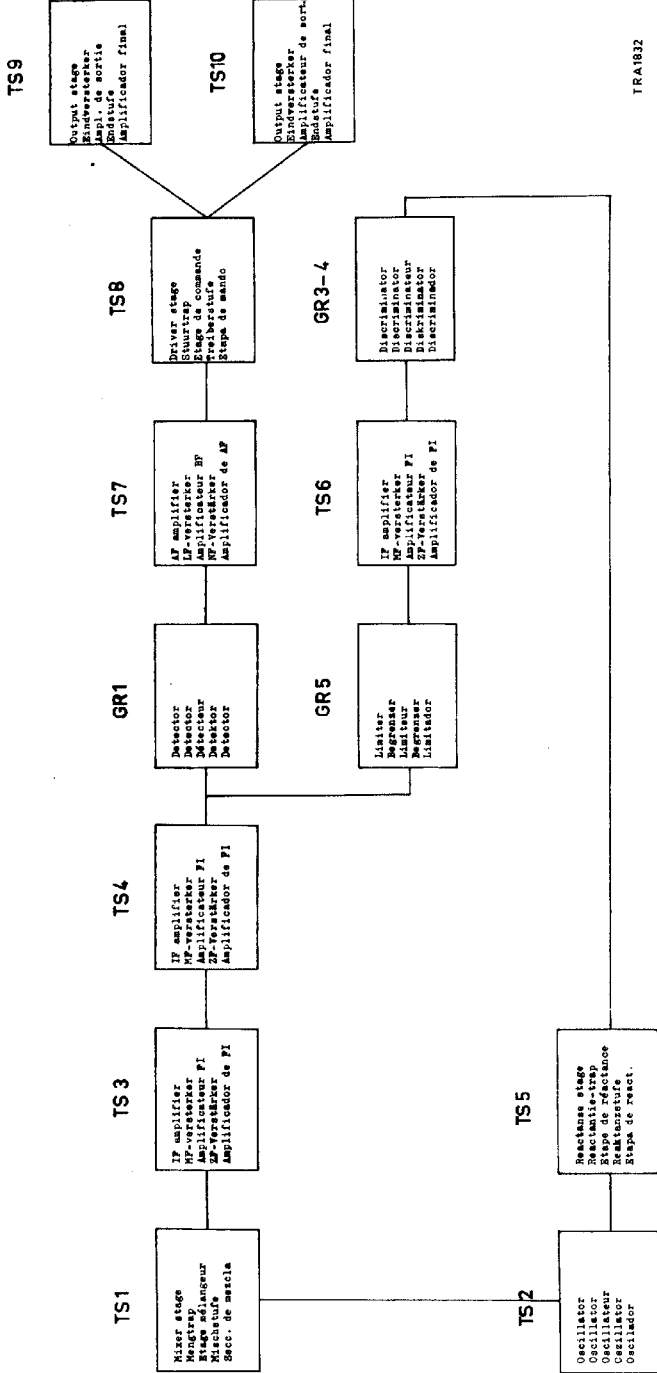 TS1
Mixer stage
Mengtrap
Etage mélangeur
Mischstufe
Secc. de mezcla
TS3
IF amplifier
MF-versterker
Amplificateur FI
ZF-Verstärker
Amplificador de FI
TS4
IF amplifier
MF-versterker
Amplificateur FI
ZF-Verstärker
Amplificador de FI
GR1
Detector
Detector
Détecteur
Detektor
Detector
TS7
AF amplifier
LF-versterker
Amplificateur BF
NF-Verstärker
Amplificador de AF
TS8
Driver stage
Stuurtrap
Etage de commande
Treiberstufe
Etapa de mando
TS9
Output stage
Eindversterker
Ampl. de sortie
Endstufe
Amplificador final
TS10
Output stage
Eindversterker
Amplificateur de sort.
Endstufe
Amplificador final
GR5
Limiter
Begrenser
Limiteur
Begrenser
Limitador
TS6
IF amplifier
MF-versterker
Amplificateur FI
ZF-Verstärker
Amplificador de FI
GR3-4
Discriminator
Discriminator
Discriminateur
Diskriminator
Discriminador
TS2
Oscillator
Oscillator
Oscillateur
Oszillator
Oscilador
TS5
Reactanse stage
Reactantie-trap
Etape de réactance
Reaktanzstufe
Etapa de react.
TRA1832